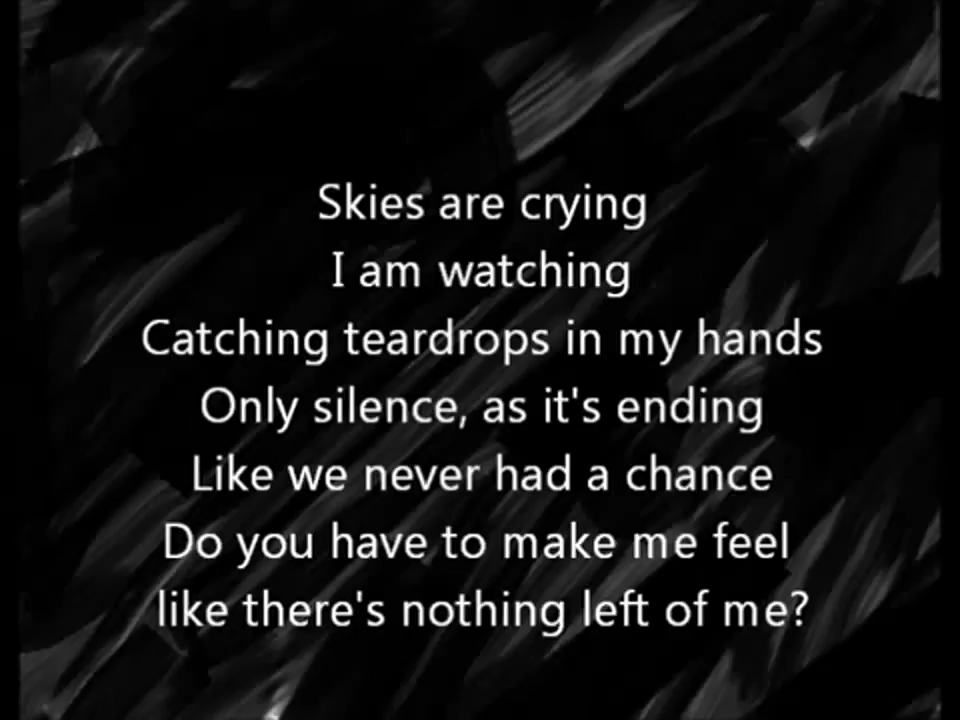 Skies are crying
I am watching
Catching teardrops in my hands
Only silence, as it's ending
Like we never had a chance
Do you have to make me feel
like there's nothing left of me?